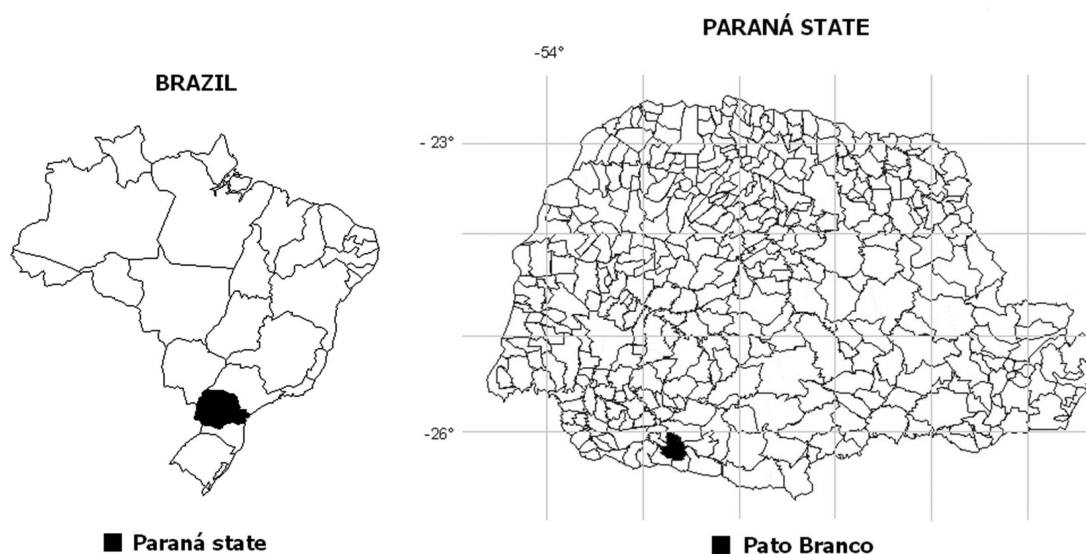 BRAZIL
■ Paraná state
PARANÁ STATE
-54°
- 23°
-26°
■ Pato Branco